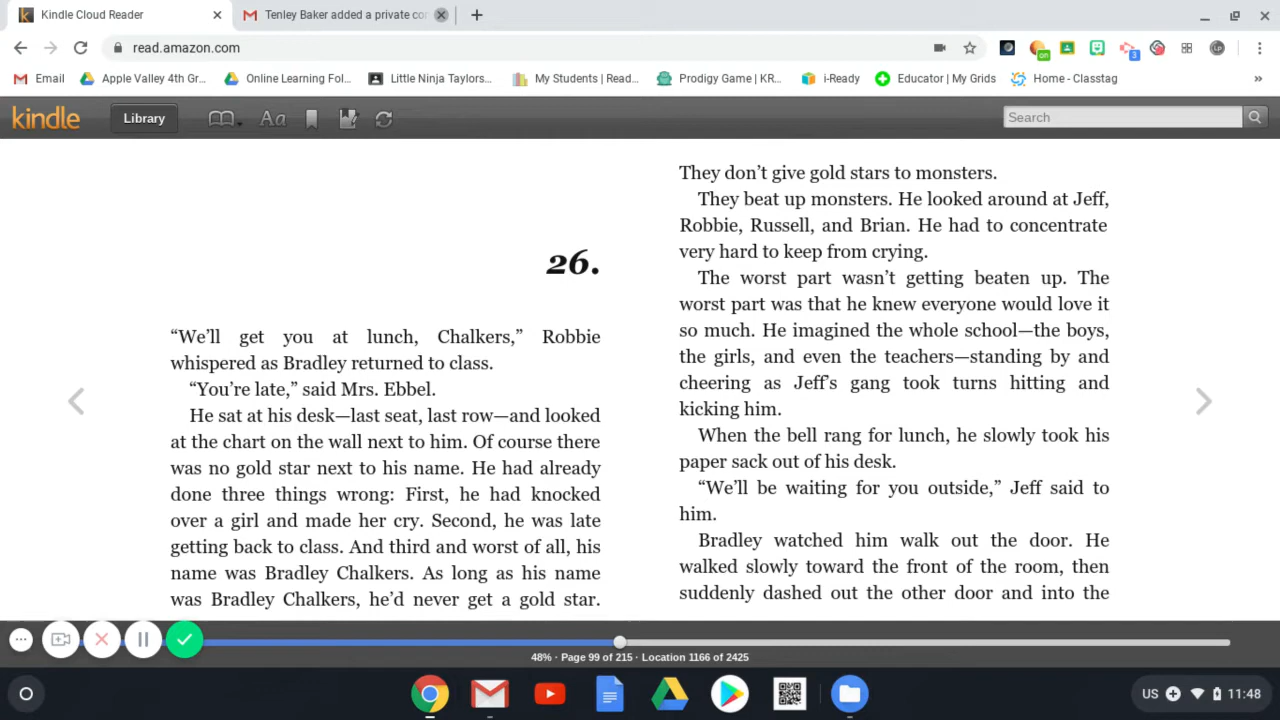 Kindle Cloud Reader
Tenley Baker added a private cor
read.amazon.com
on
3
LP
Email
Apple Valley 4th Gr...
Online Learning Fol...
Little Ninja Taylors...
My Students | Read...
Prodigy Game | KR...
i-Ready
Educator | My Grids
Home - Classtag
»
kindle
Library
Aa
Search
26.
“We’ll get you at lunch, Chalkers,” Robbie
whispered as Bradley returned to class.
“You’re late,” said Mrs. Ebbel.
He sat at his desk—last seat, last row—and looked
at the chart on the wall next to him. Of course there
was no gold star next to his name. He had already
done three things wrong: First, he had knocked
over a girl and made her cry. Second, he was late
getting back to class. And third and worst of all, his
name was Bradley Chalkers. As long as his name
was Bradley Chalkers, he’d never get a gold star.
They don’t give gold stars to monsters.
They beat up monsters. He looked around at Jeff,
Robbie, Russell, and Brian. He had to concentrate
very hard to keep from crying.
The worst part wasn’t getting beaten up. The
worst part was that he knew everyone would love it
so much. He imagined the whole school—the boys,
the girls, and even the teachers—standing by and
cheering as Jeff’s gang took turns hitting and
kicking him.
When the bell rang for lunch, he slowly took his
paper sack out of his desk.
“We’ll be waiting for you outside,” Jeff said to
him.
Bradley watched him walk out the door. He
walked slowly toward the front of the room, then
suddenly dashed out the other door and into the
48% · Page 99 of 215 · Location 1166 of 2425
US
11:48